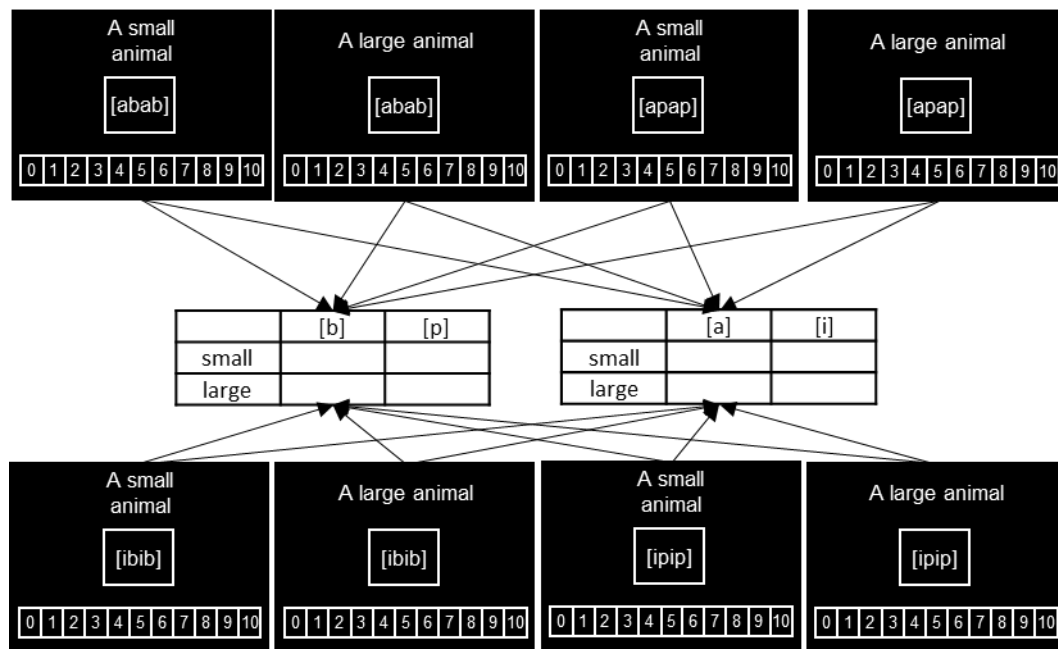 A small
animal
[abab]
0 1 2 3 4 5 6 7 8 9 10
A large animal
[abab]
0 1 2 3 4 5 6 7 8 9 10
A small
animal
[apap]
0 1 2 3 4 5 6 7 8 9 10
A large animal
[apap]
0 1 2 3 4 5 6 7 8 9 10
[b] [p]
small
large
[a] [i]
small
large
A small
animal
[ibib]
0 1 2 3 4 5 6 7 8 9 10
A large animal
[ibib]
0 1 2 3 4 5 6 7 8 9 10
A small
animal
[ipip]
0 1 2 3 4 5 6 7 8 9 10
A large animal
[ipip]
0 1 2 3 4 5 6 7 8 9 10